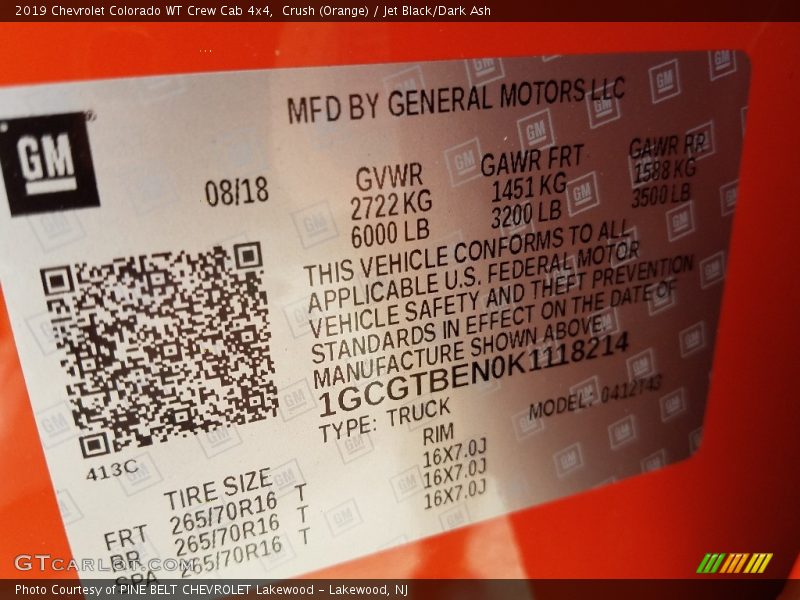 2019 Chevrolet Colorado WT Crew Cab 4x4, Crush (Orange) / Jet Black/Dark Ash
GM
MFD BY GENERAL MOTORS LLC
08/18
GVWR GAWR FRT GAWR RR
2722 KG 1451 KG 1588 KG
6000 LB 3200 LB 3500 LB
THIS VEHICLE CONFORMS TO ALL
APPLICABLE U.S. FEDERAL MOTOR
VEHICLE SAFETY AND THEFT PREVENTION
STANDARDS IN EFFECT ON THE DATE OF
MANUFACTURE SHOWN ABOVE.
1GCGTBEN0K1118214
TYPE: TRUCK MODEL: 0412T43
413C
TIRE SIZE RIM
FRT 265/70R16 T 16X7.0J
RR 265/70R16 T 16X7.0J
SPA 265/70R16 T 16X7.0J
GTCARLOT.COM
Photo Courtesy of PINE BELT CHEVROLET Lakewood - Lakewood, NJ